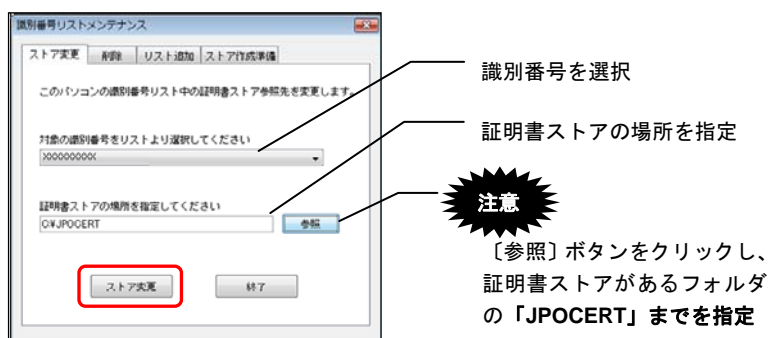 識別番号リストメンテナンス
ストア変更 削除 リスト追加 ストア作成準備
このパソコンの識別番号リスト中の証明書ストア参照先を変更します。
対象の識別番号をリストより選択してください
XXXXXXXXX
証明書ストアの場所を指定してください
C:¥JPOCERT 参照
ストア変更 終了
識別番号を選択
証明書ストアの場所を指定
注意
〔参照〕ボタンをクリックし、
証明書ストアがあるフォルダ
の「JPOCERT」までを指定